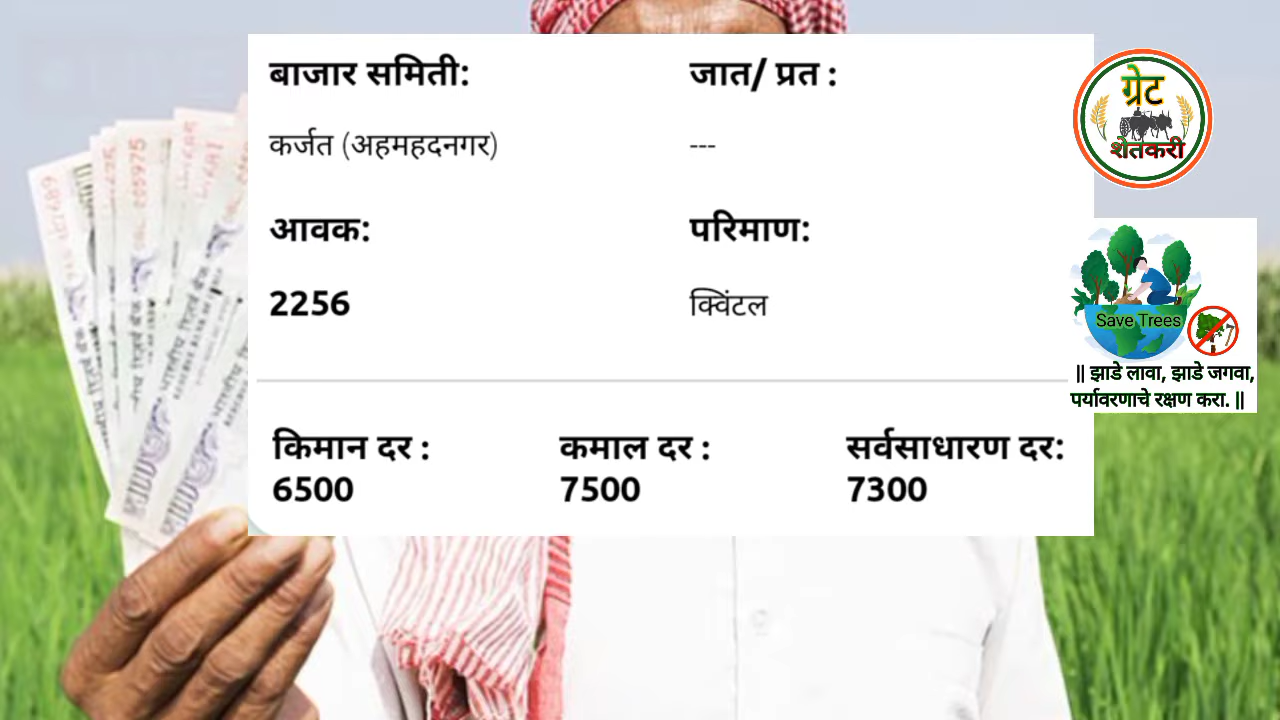 बाजार समिती:
जात/ प्रत :
कर्जत (अहमहदनगर)
---
आवक:
परिमाण:
2256
क्विंटल
किमान दर :
कमाल दर :
सर्वसाधारण दर:
6500
7500
7300
ग्रेट
शेतकरी
Save Trees
|| झाडे लावा, झाडे जगवा,
पर्यावरणाचे रक्षण करा. ||